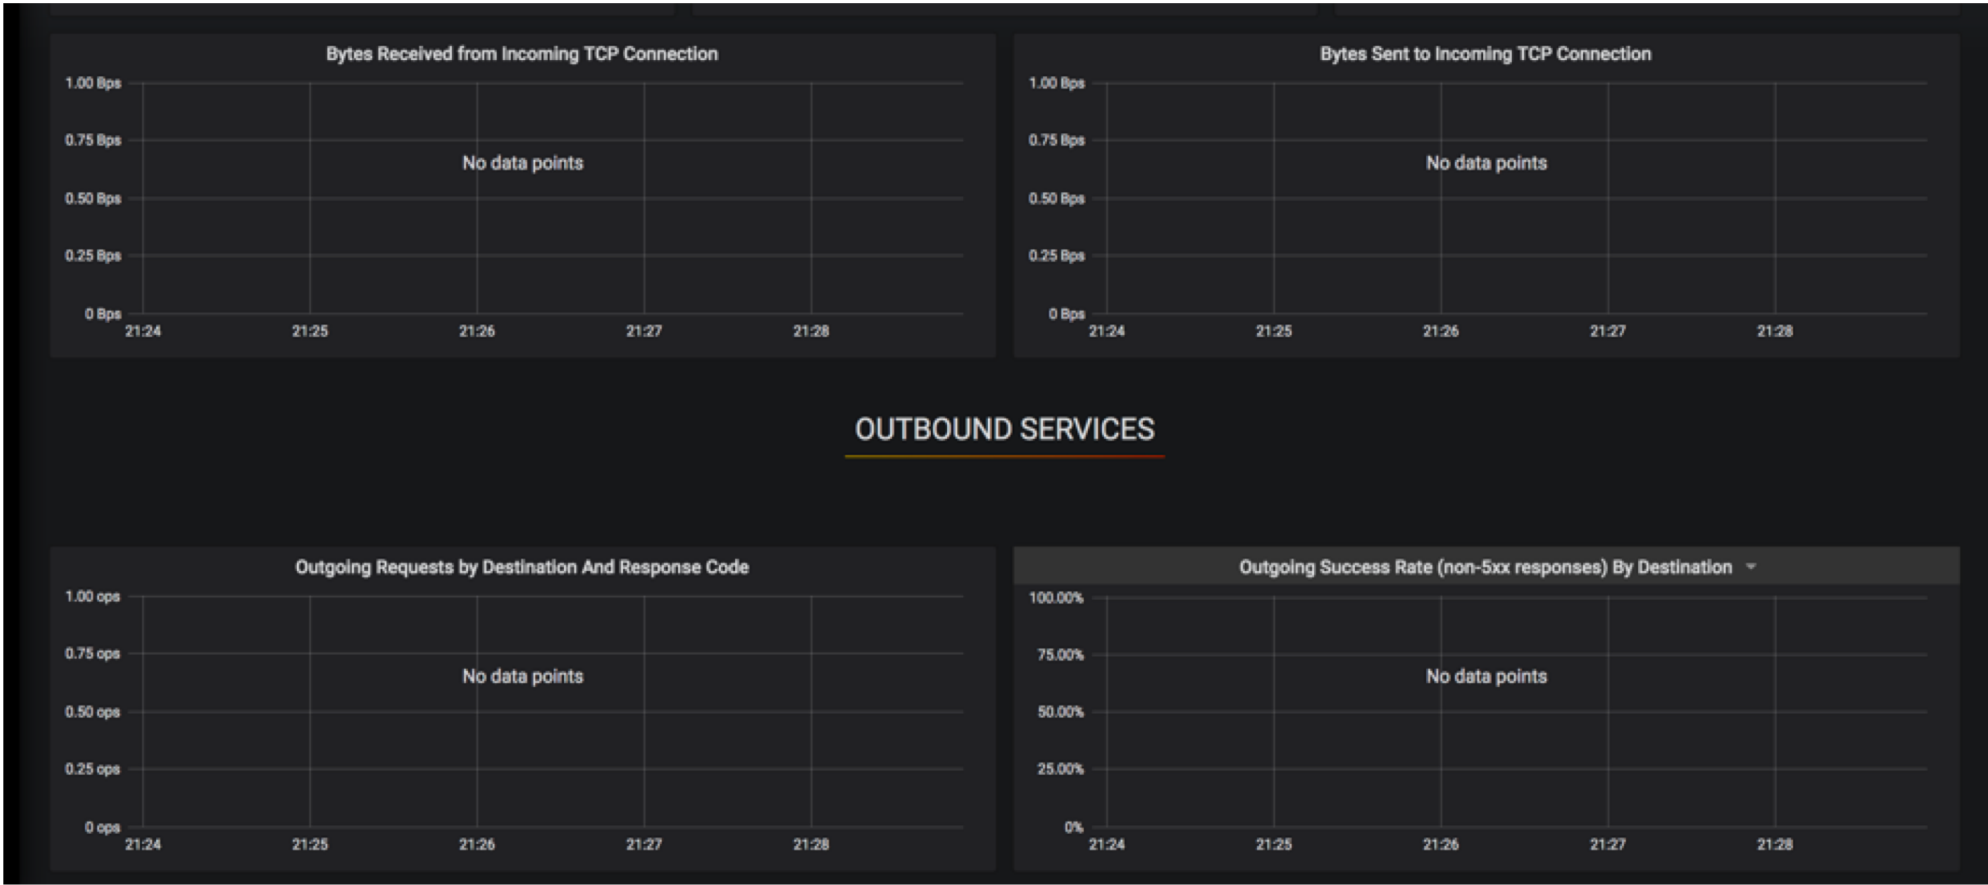 Bytes Received from Incoming TCP Connection
1.00 Bps
0.75 Bps
No data points
0.50 Bps
0.25 Bps
0 Bps
21:24 21:25 21:26 21:27 21:28
Bytes Sent to Incoming TCP Connection
1.00 Bps
0.75 Bps
No data points
0.50 Bps
0.25 Bps
0 Bps
21:24 21:25 21:26 21:27 21:28
OUTBOUND SERVICES
Outgoing Requests by Destination And Response Code
1.00 ops
0.75 ops
No data points
0.50 ops
0.25 ops
0 ops
21:24 21:25 21:26 21:27 21:28
Outgoing Success Rate (non-5xx responses) By Destination
100.00%
75.00%
No data points
50.00%
25.00%
0%
21:24 21:25 21:26 21:27 21:28